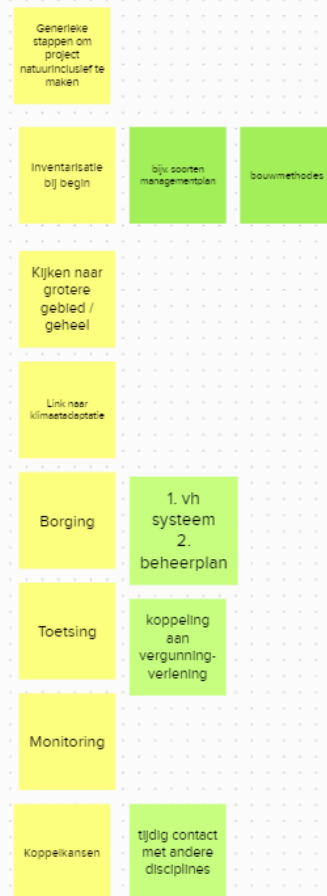 Generieke
stappen om
project
natuurinclusief te
maken
Inventarisatie
bij begin
bijv. soorten
managementplan
bouwmethodes
Kijken naar
grotere
gebied /
geheel
Link naar
klimaatadaptatie
Borging
1. vh
systeem
2.
beheerplan
Toetsing
koppeling
aan
vergunning-
verlening
Monitoring
Koppelkansen
tijdig contact
met andere
disciplines